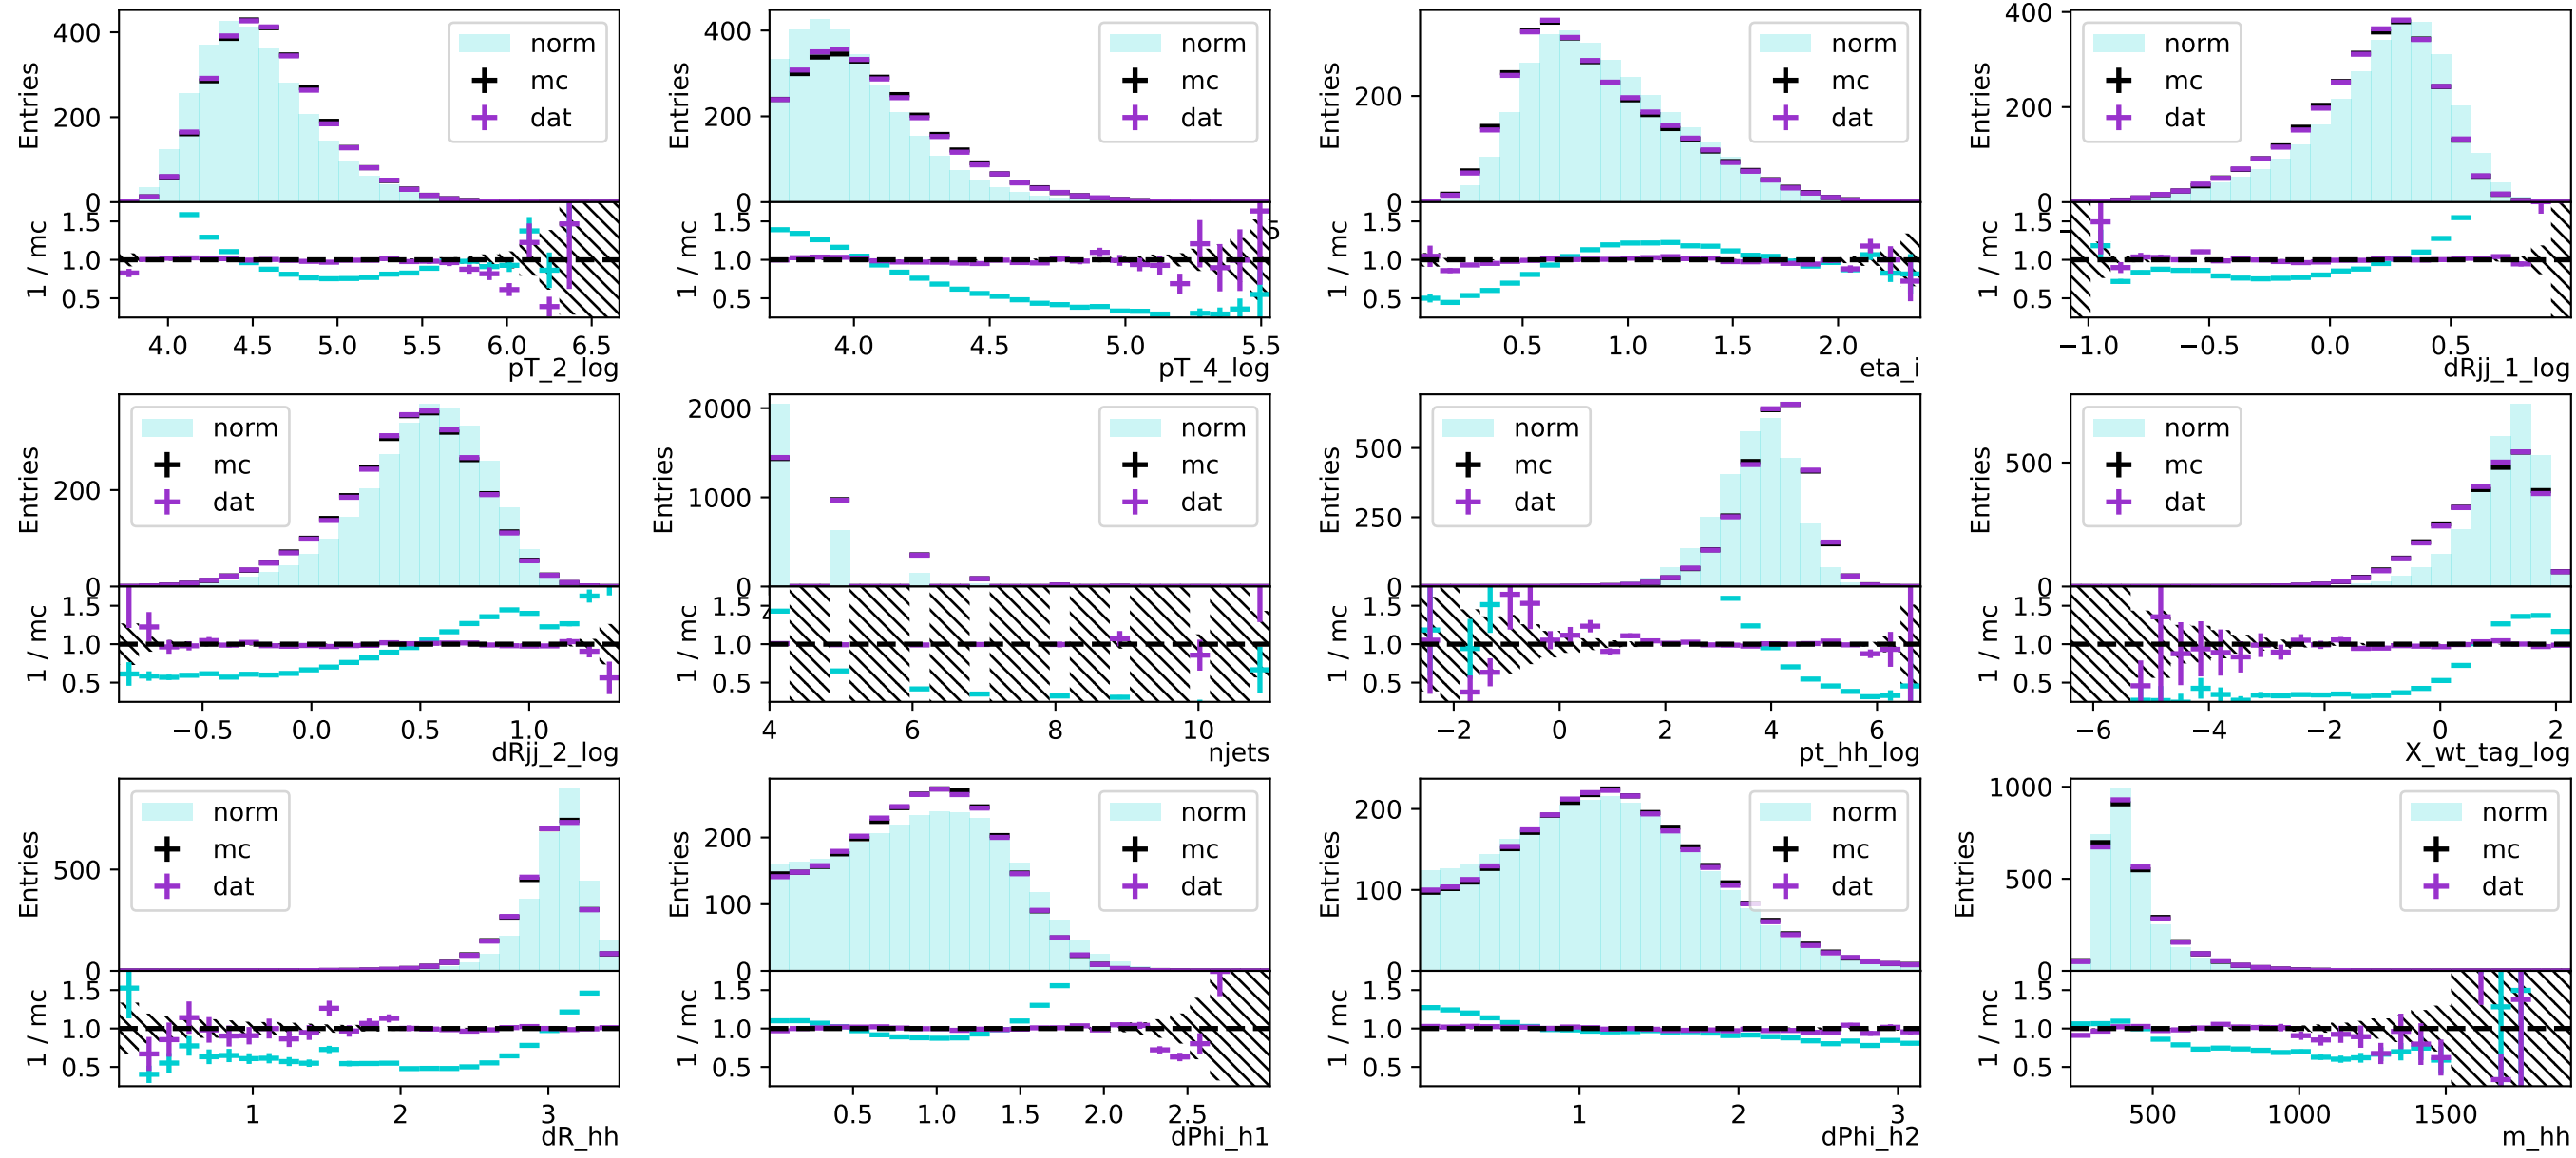 400
200
0
Entries
norm
mc
dat
1.5
1.0
0.5
1 / mc
4.0 4.5 5.0 5.5 6.0 6.5
pT_2_log
400
200
0
Entries
norm
mc
dat
1.5
1.0
0.5
1 / mc
4.0 4.5 5.0 5.5
pT_4_log
200
0
Entries
norm
mc
dat
1.5
1.0
0.5
1 / mc
0.5 1.0 1.5 2.0
eta_i
400
200
0
Entries
norm
mc
dat
1.5
1.0
0.5
1 / mc
−1.0 −0.5 0.0 0.5
dRjj_1_log
200
0
Entries
norm
mc
dat
1.5
1.0
0.5
1 / mc
−0.5 0.0 0.5 1.0
dRjj_2_log
2000
1000
0
Entries
norm
mc
dat
1.5
1.0
0.5
1 / mc
4 6 8 10
njets
500
250
0
Entries
norm
mc
dat
1.5
1.0
0.5
1 / mc
−2 0 2 4 6
pt_hh_log
500
0
Entries
norm
mc
dat
1.5
1.0
0.5
1 / mc
−6 −4 −2 0 2
X_wt_tag_log
500
0
Entries
norm
mc
dat
1.5
1.0
0.5
1 / mc
1 2 3
dR_hh
200
100
0
Entries
norm
mc
dat
1.5
1.0
0.5
1 / mc
0.5 1.0 1.5 2.0 2.5
dPhi_h1
200
100
0
Entries
norm
mc
dat
1.5
1.0
0.5
1 / mc
1 2 3
dPhi_h2
1000
500
0
Entries
norm
mc
dat
1.5
1.0
0.5
1 / mc
500 1000 1500
m_hh